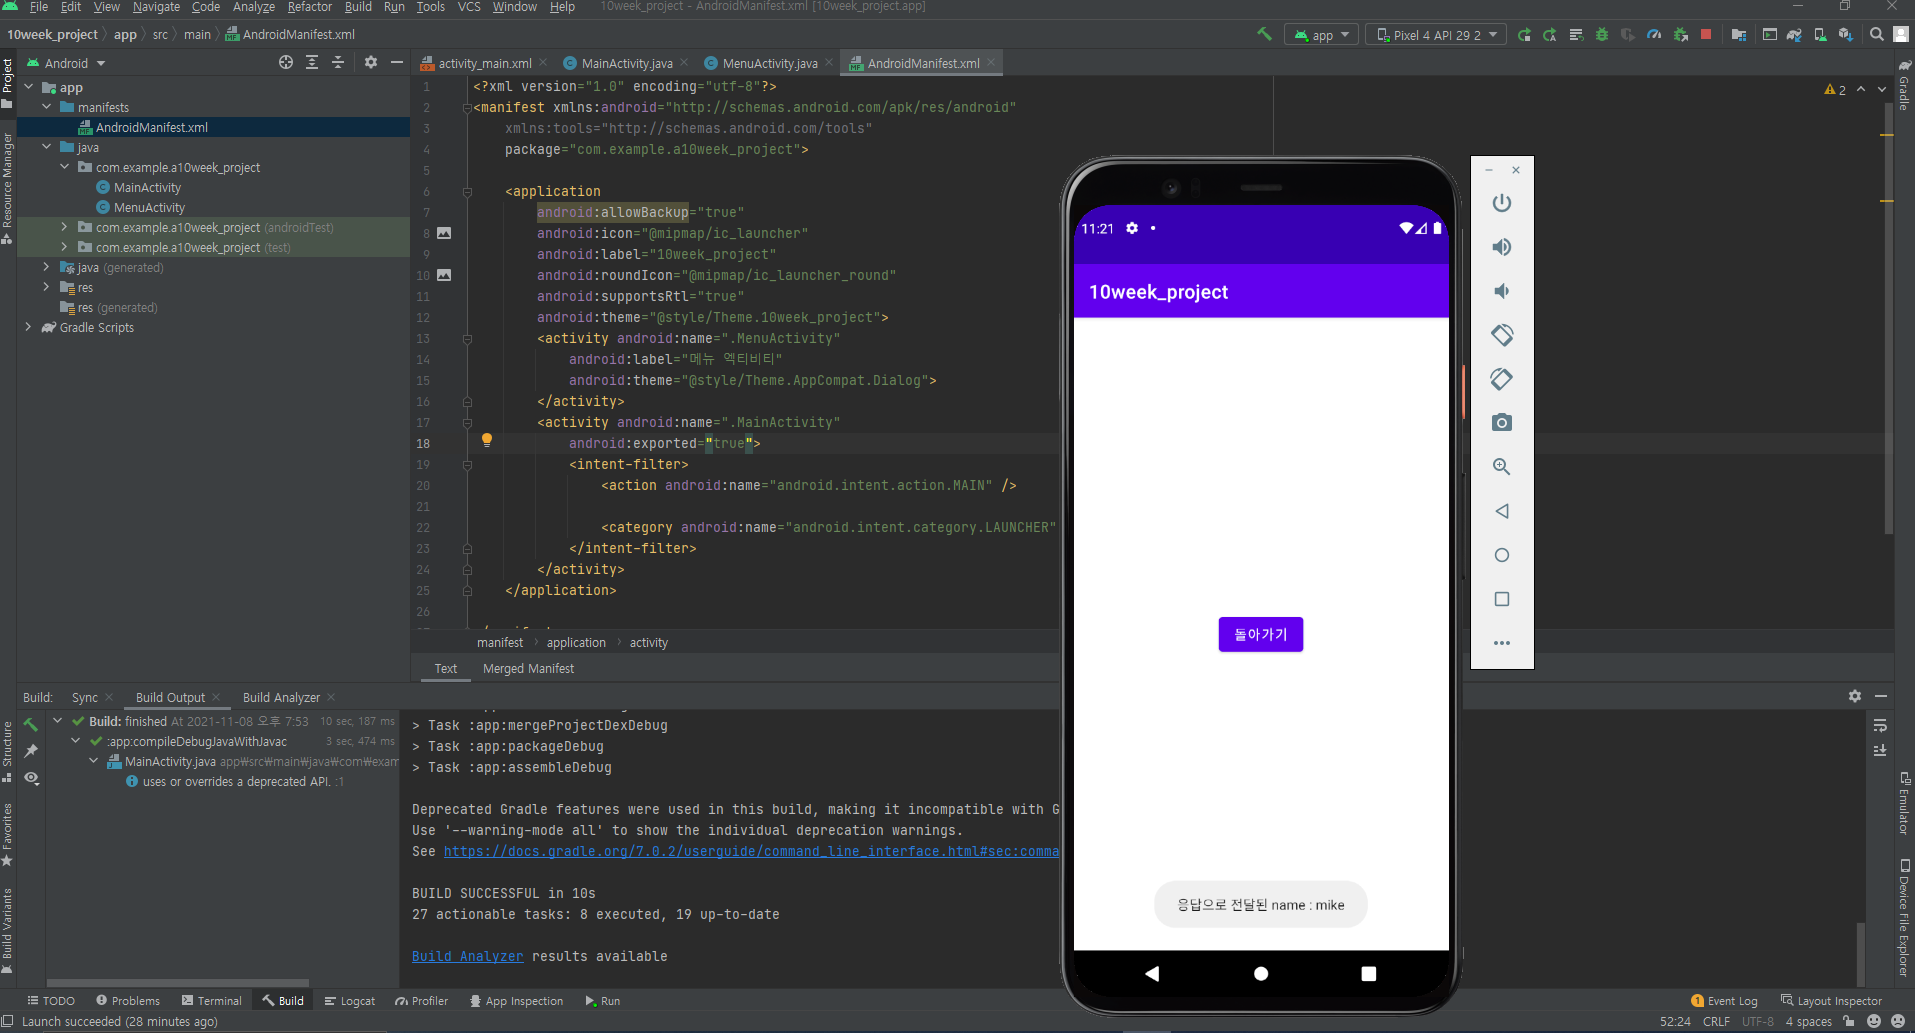 File Edit View Navigate Code Analyze Refactor Build Run Tools VCS Window Help 10week_project - AndroidManifest.xml [10week_project.app]
10week_project app src main AndroidManifest.xml
app Pixel 4 API 29 2
Android
activity_main.xml MainActivity.java MenuActivity.java AndroidManifest.xml
Project
Resource Manager
Structure
Favorites
Build Variants
app
manifests
AndroidManifest.xml
java
com.example.a10week_project
MainActivity
MenuActivity
com.example.a10week_project (androidTest)
com.example.a10week_project (test)
java (generated)
res
res (generated)
Gradle Scripts
1 <?xml version="1.0" encoding="utf-8"?>
2 <manifest xmlns:android="http://schemas.android.com/apk/res/android"
3 xmlns:tools="http://schemas.android.com/tools"
4 package="com.example.a10week_project">
5
6 <application
7 android:allowBackup="true"
8 android:icon="@mipmap/ic_launcher"
9 android:label="10week_project"
10 android:roundIcon="@mipmap/ic_launcher_round"
11 android:supportsRtl="true"
12 android:theme="@style/Theme.10week_project">
13 <activity android:name=".MenuActivity"
14 android:label="메뉴 엑티비티"
15 android:theme="@style/Theme.AppCompat.Dialog">
16 </activity>
17 <activity android:name=".MainActivity"
18 android:exported="true">
19 <intent-filter>
20 <action android:name="android.intent.action.MAIN" />
21
22 <category android:name="android.intent.category.LAUNCHER"
23 </intent-filter>
24 </activity>
25 </application>
26
2
manifest application activity
Text Merged Manifest
11:21
10week_project
돌아가기
응답으로 전달된 name : mike
Gradle
Emulator
Device File Explorer
Build: Sync Build Output Build Analyzer
Build: finished At 2021-11-08 오후 7:53 10 sec, 187 ms
:app:compileDebugJavaWithJavac 3 sec, 474 ms
MainActivity.java app₩src₩main₩java₩com₩exam
uses or overrides a deprecated API. :1
> Task :app:mergeProjectDexDebug
> Task :app:packageDebug
> Task :app:assembleDebug
Deprecated Gradle features were used in this build, making it incompatible with G
Use '--warning-mode all' to show the individual deprecation warnings.
See https://docs.gradle.org/7.0.2/userguide/command_line_interface.html#sec:comma
BUILD SUCCESSFUL in 10s
27 actionable tasks: 8 executed, 19 up-to-date
Build Analyzer results available
TODO Problems Terminal Build Logcat Profiler App Inspection Run 1 Event Log Layout Inspector
Launch succeeded (28 minutes ago) 52:24 CRLF UTF-8 4 spaces